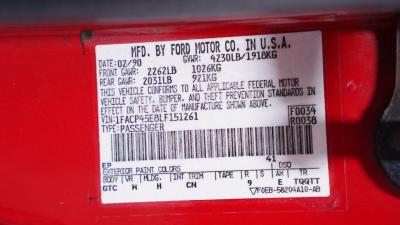 MFD. BY FORD MOTOR CO. IN U.S.A.
DATE: 02/90 GVWR: 4230LB/1918KG
FRONT GAWR: 2262LB 1026KG
REAR GAWR: 2031LB 921KG
THIS VEHICLE CONFORMS TO ALL APPLICABLE FEDERAL MOTOR
VEHICLE SAFETY BUMPER, AND THEFT PREVENTION STANDARDS IN
EFFECT ON THE DATE OF MANUFACTURE SHOWN ABOVE.
VIN: 1FACP45E8LF151261 F0034
TYPE: PASSENGER R0038
EP 41
EXTERIOR PAINT COLORS DSO
BODY VR MLDG. INT TRIM TAPE R S AX TR
GTC W H CN 9 E TQQTT
F0EB-58204A10-AB